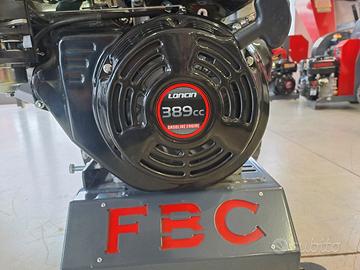 LONCIN
389cc
GASOLINE ENGINE
FBC
subito